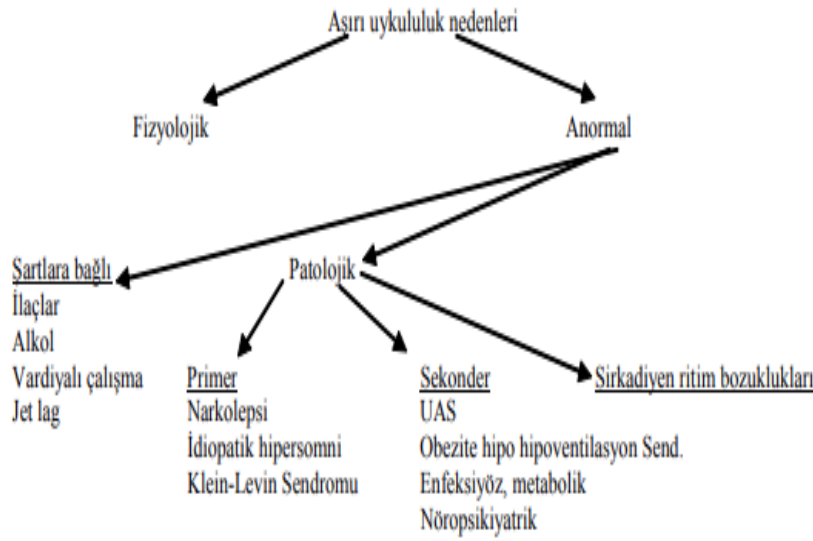 Aşırı uykululuk nedenleri
Fizyolojik
Anormal
Şartlara bağlı
İlaçlar
Alkol
Vardiyalı çalışma
Jet lag
Patolojik
Primer
Narkolepsi
İdiopatik hipersomni
Klein-Levin Sendromu
Sekonder
UAS
Obezite hipo hipoventilasyon Send.
Enfeksiyöz, metabolik
Nöropsikiyatrik
Sirkadiyen ritim bozuklukları